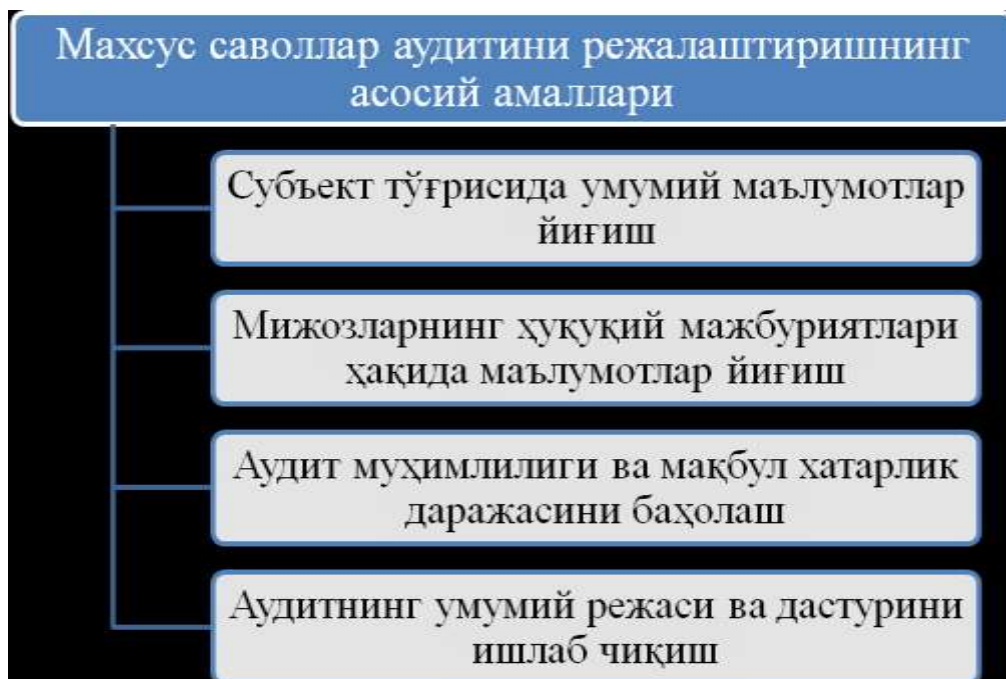 Махсус саволлар аудитини режалаштиришнинг
асосий амаллари
Субъект тўғрисида умумий маълумотлар
йиғиш
Мижозларнинг ҳуқуқий мажбуриятлари
ҳақида маълумотлар йиғиш
Аудит муҳимлилиги ва мақбул хатарлик
даражасини баҳолаш
Аудитнинг умумий режаси ва дастурини
ишлаб чиқиш